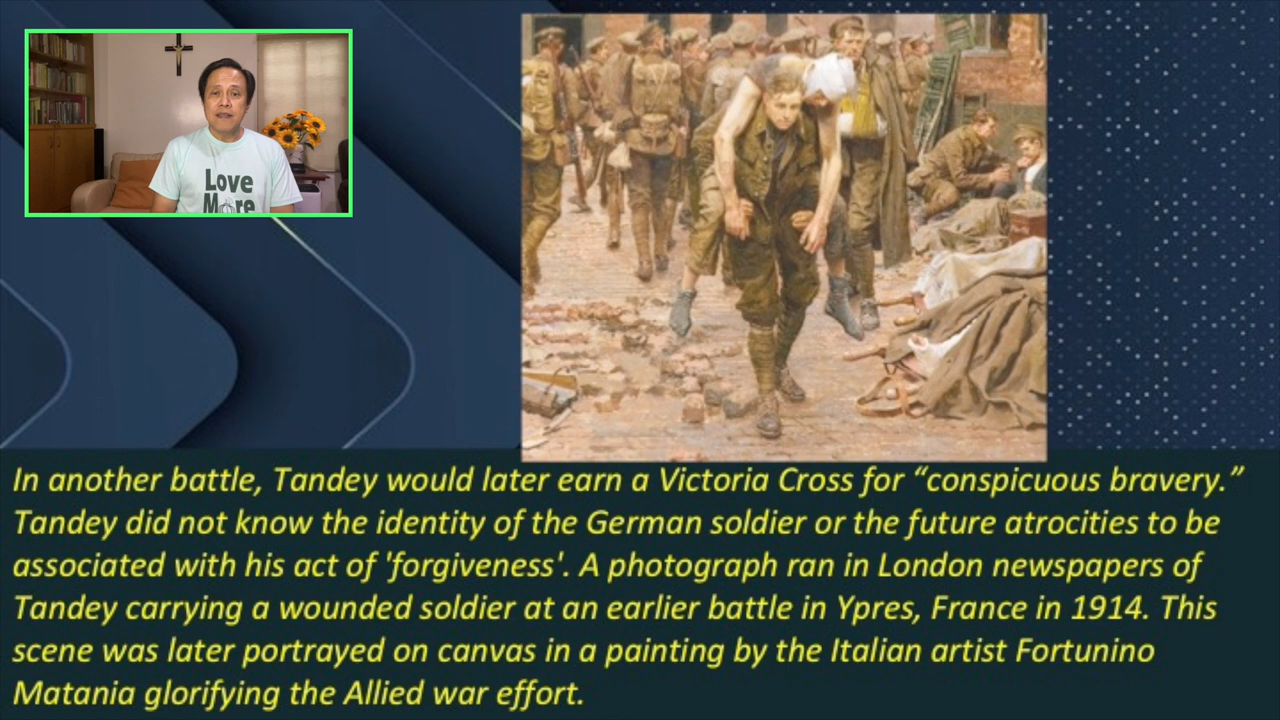 Love
More
In another battle, Tandey would later earn a Victoria Cross for “conspicuous bravery.”
Tandey did not know the identity of the German soldier or the future atrocities to be
associated with his act of 'forgiveness'. A photograph ran in London newspapers of
Tandey carrying a wounded soldier at an earlier battle in Ypres, France in 1914. This
scene was later portrayed on canvas in a painting by the Italian artist Fortunino
Matania glorifying the Allied war effort.